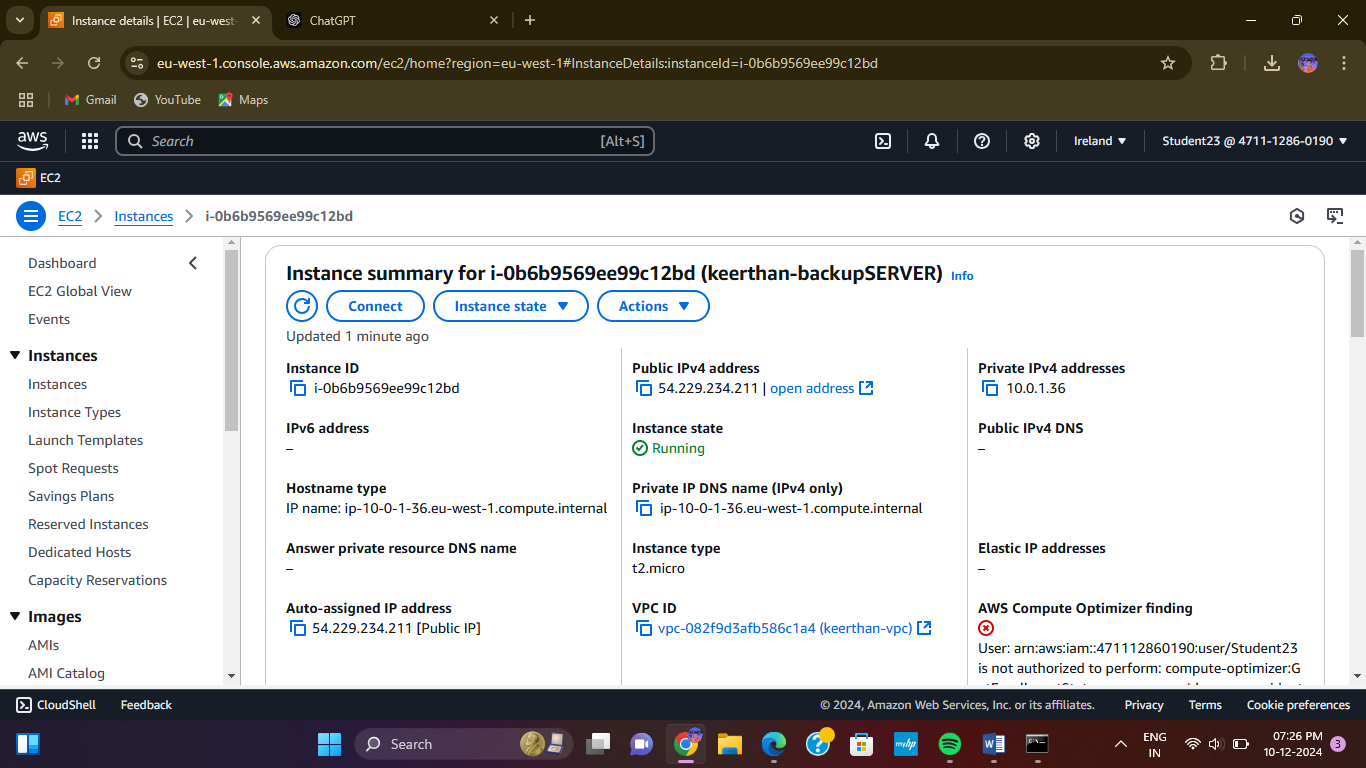 Instance details | EC2 | eu-west-
ChatGPT
eu-west-1.console.aws.amazon.com/ec2/home?region=eu-west-1#InstanceDetails:instanceId=i-0b6b9569ee99c12bd
Gmail
YouTube
Maps
aws
Search
[Alt+S]
Ireland
Student23 @ 4711-1286-0190
EC2
EC2
Instances
i-0b6b9569ee99c12bd
Dashboard
EC2 Global View
Events
Instances
Instances
Instance Types
Launch Templates
Spot Requests
Savings Plans
Reserved Instances
Dedicated Hosts
Capacity Reservations
Images
AMIs
AMI Catalog
Instance summary for i-0b6b9569ee99c12bd (keerthan-backupSERVER) Info
Connect
Instance state
Actions
Updated 1 minute ago
Instance ID
i-0b6b9569ee99c12bd
Public IPv4 address
54.229.234.211 | open address
Private IPv4 addresses
10.0.1.36
IPv6 address
–
Instance state
Running
Public IPv4 DNS
–
Hostname type
IP name: ip-10-0-1-36.eu-west-1.compute.internal
Private IP DNS name (IPv4 only)
ip-10-0-1-36.eu-west-1.compute.internal
Answer private resource DNS name
–
Instance type
t2.micro
Elastic IP addresses
–
Auto-assigned IP address
54.229.234.211 [Public IP]
VPC ID
vpc-082f9d3afb586c1a4 (keerthan-vpc)
AWS Compute Optimizer finding
User: arn:aws:iam::471112860190:user/Student23
is not authorized to perform: compute-optimizer:G
CloudShell
Feedback
© 2024, Amazon Web Services, Inc. or its affiliates.
Privacy
Terms
Cookie preferences
Search
myhp
ENG
IN
07:26 PM
10-12-2024
3